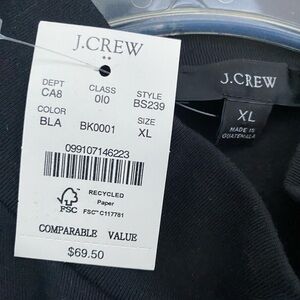 J.CREW
**
DEPT CLASS STYLE
CA8 010 BS239
COLOR SIZE
BLA BK0001 XL
099107146223
FSC
RECYCLED
Paper
FSC™ C117781
COMPARABLE VALUE
$69.50
J.CREW
XL
MADE IN
GUATEMALA